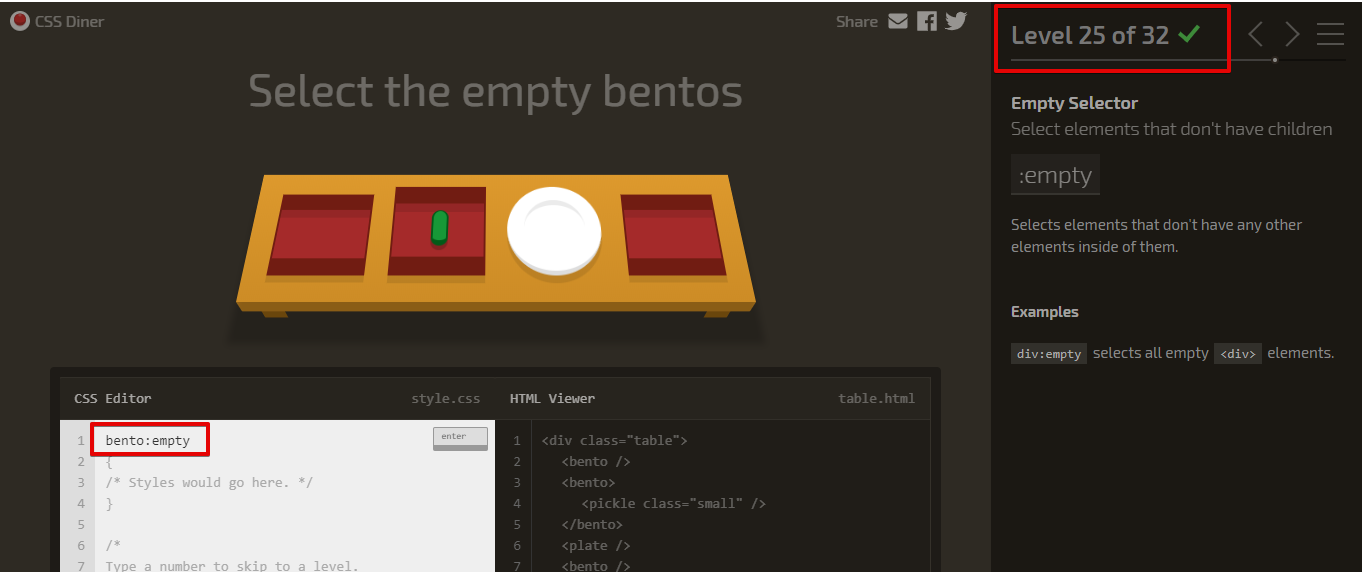 CSS Diner
Share
Select the empty bentos
Level 25 of 32
Empty Selector
Select elements that don't have children
:empty
Selects elements that don't have any other
elements inside of them.
Examples
div:empty selects all empty <div> elements.
CSS Editor style.css
1 bento:empty
enter
2 {
3 /* Styles would go here. */
4 }
5
6 /*
7 Type a number to skip to a level.
HTML Viewer table.html
1 <div class="table">
2 <bento />
3 <bento>
4 <pickle class="small" />
5 </bento>
6 <plate />
7 <bento />